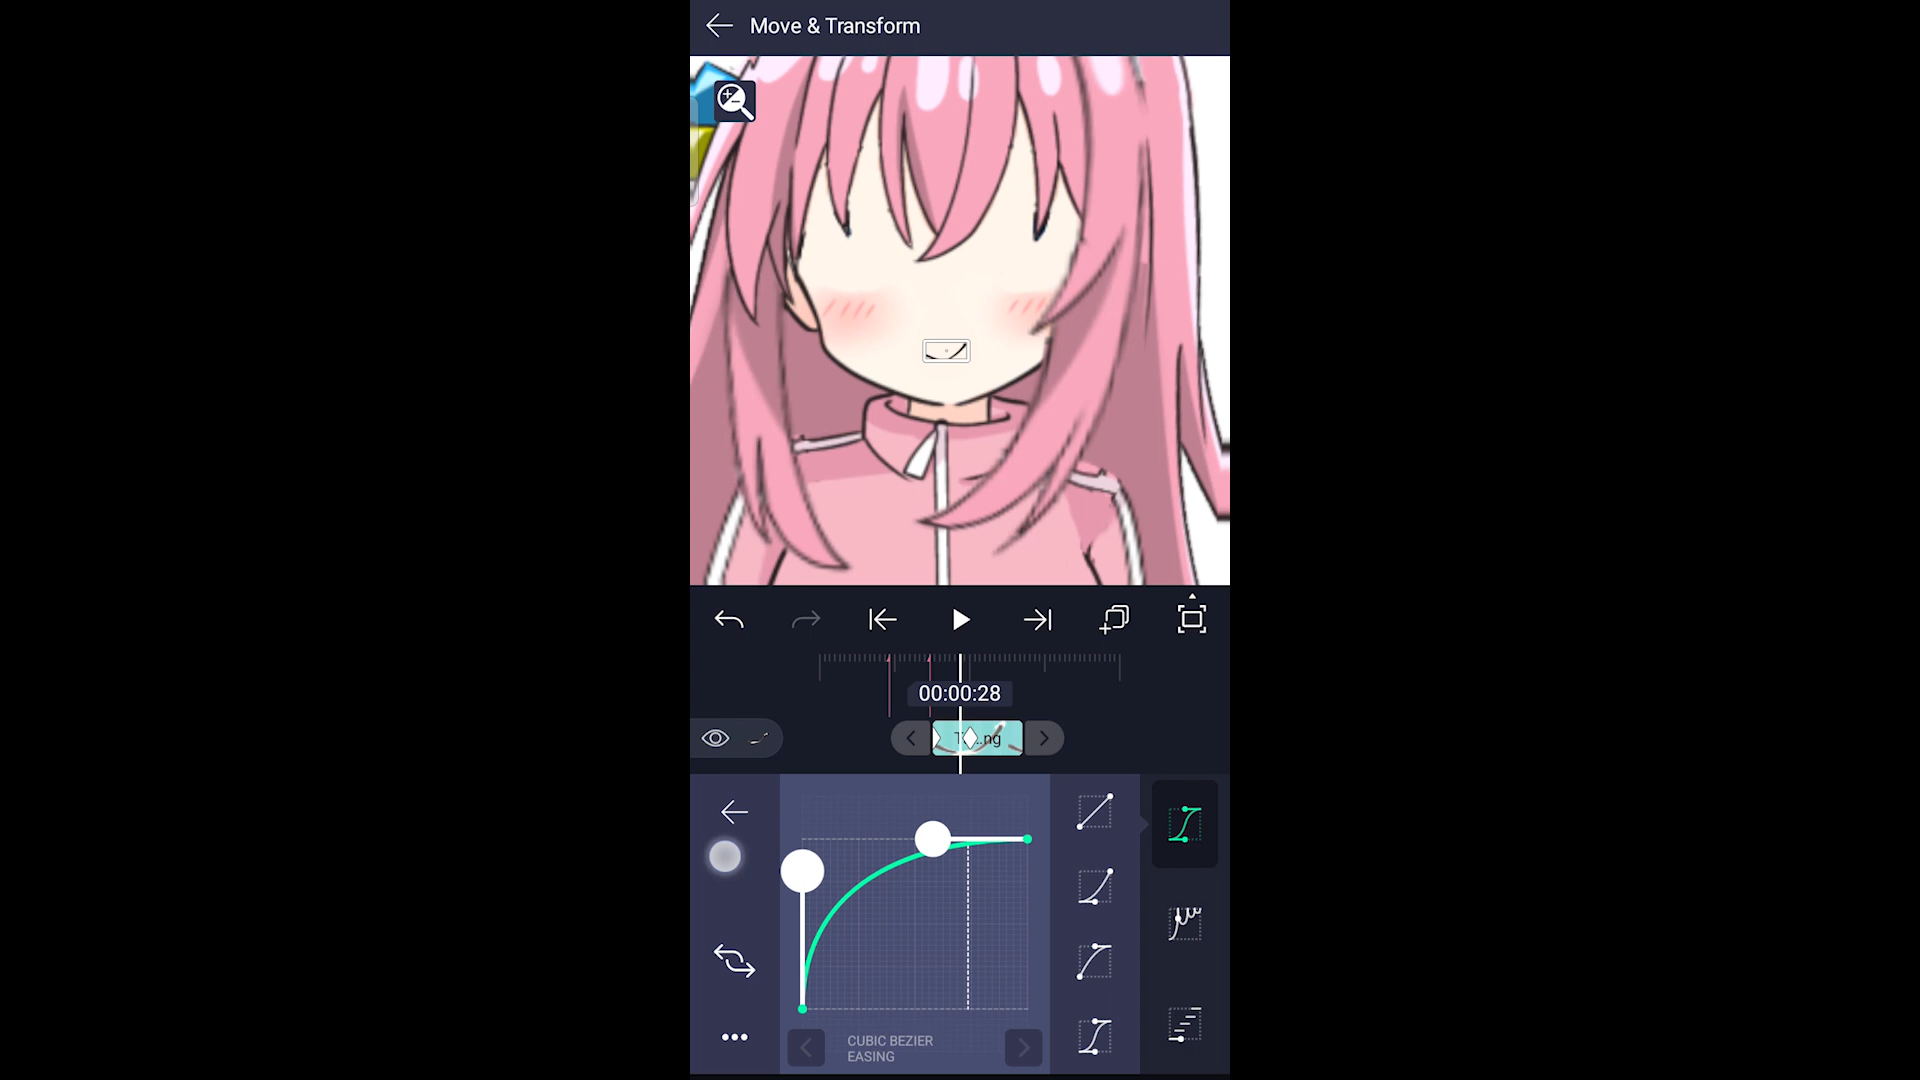 Move & Transform
00:00:28
T...ng
CUBIC BEZIER
EASING